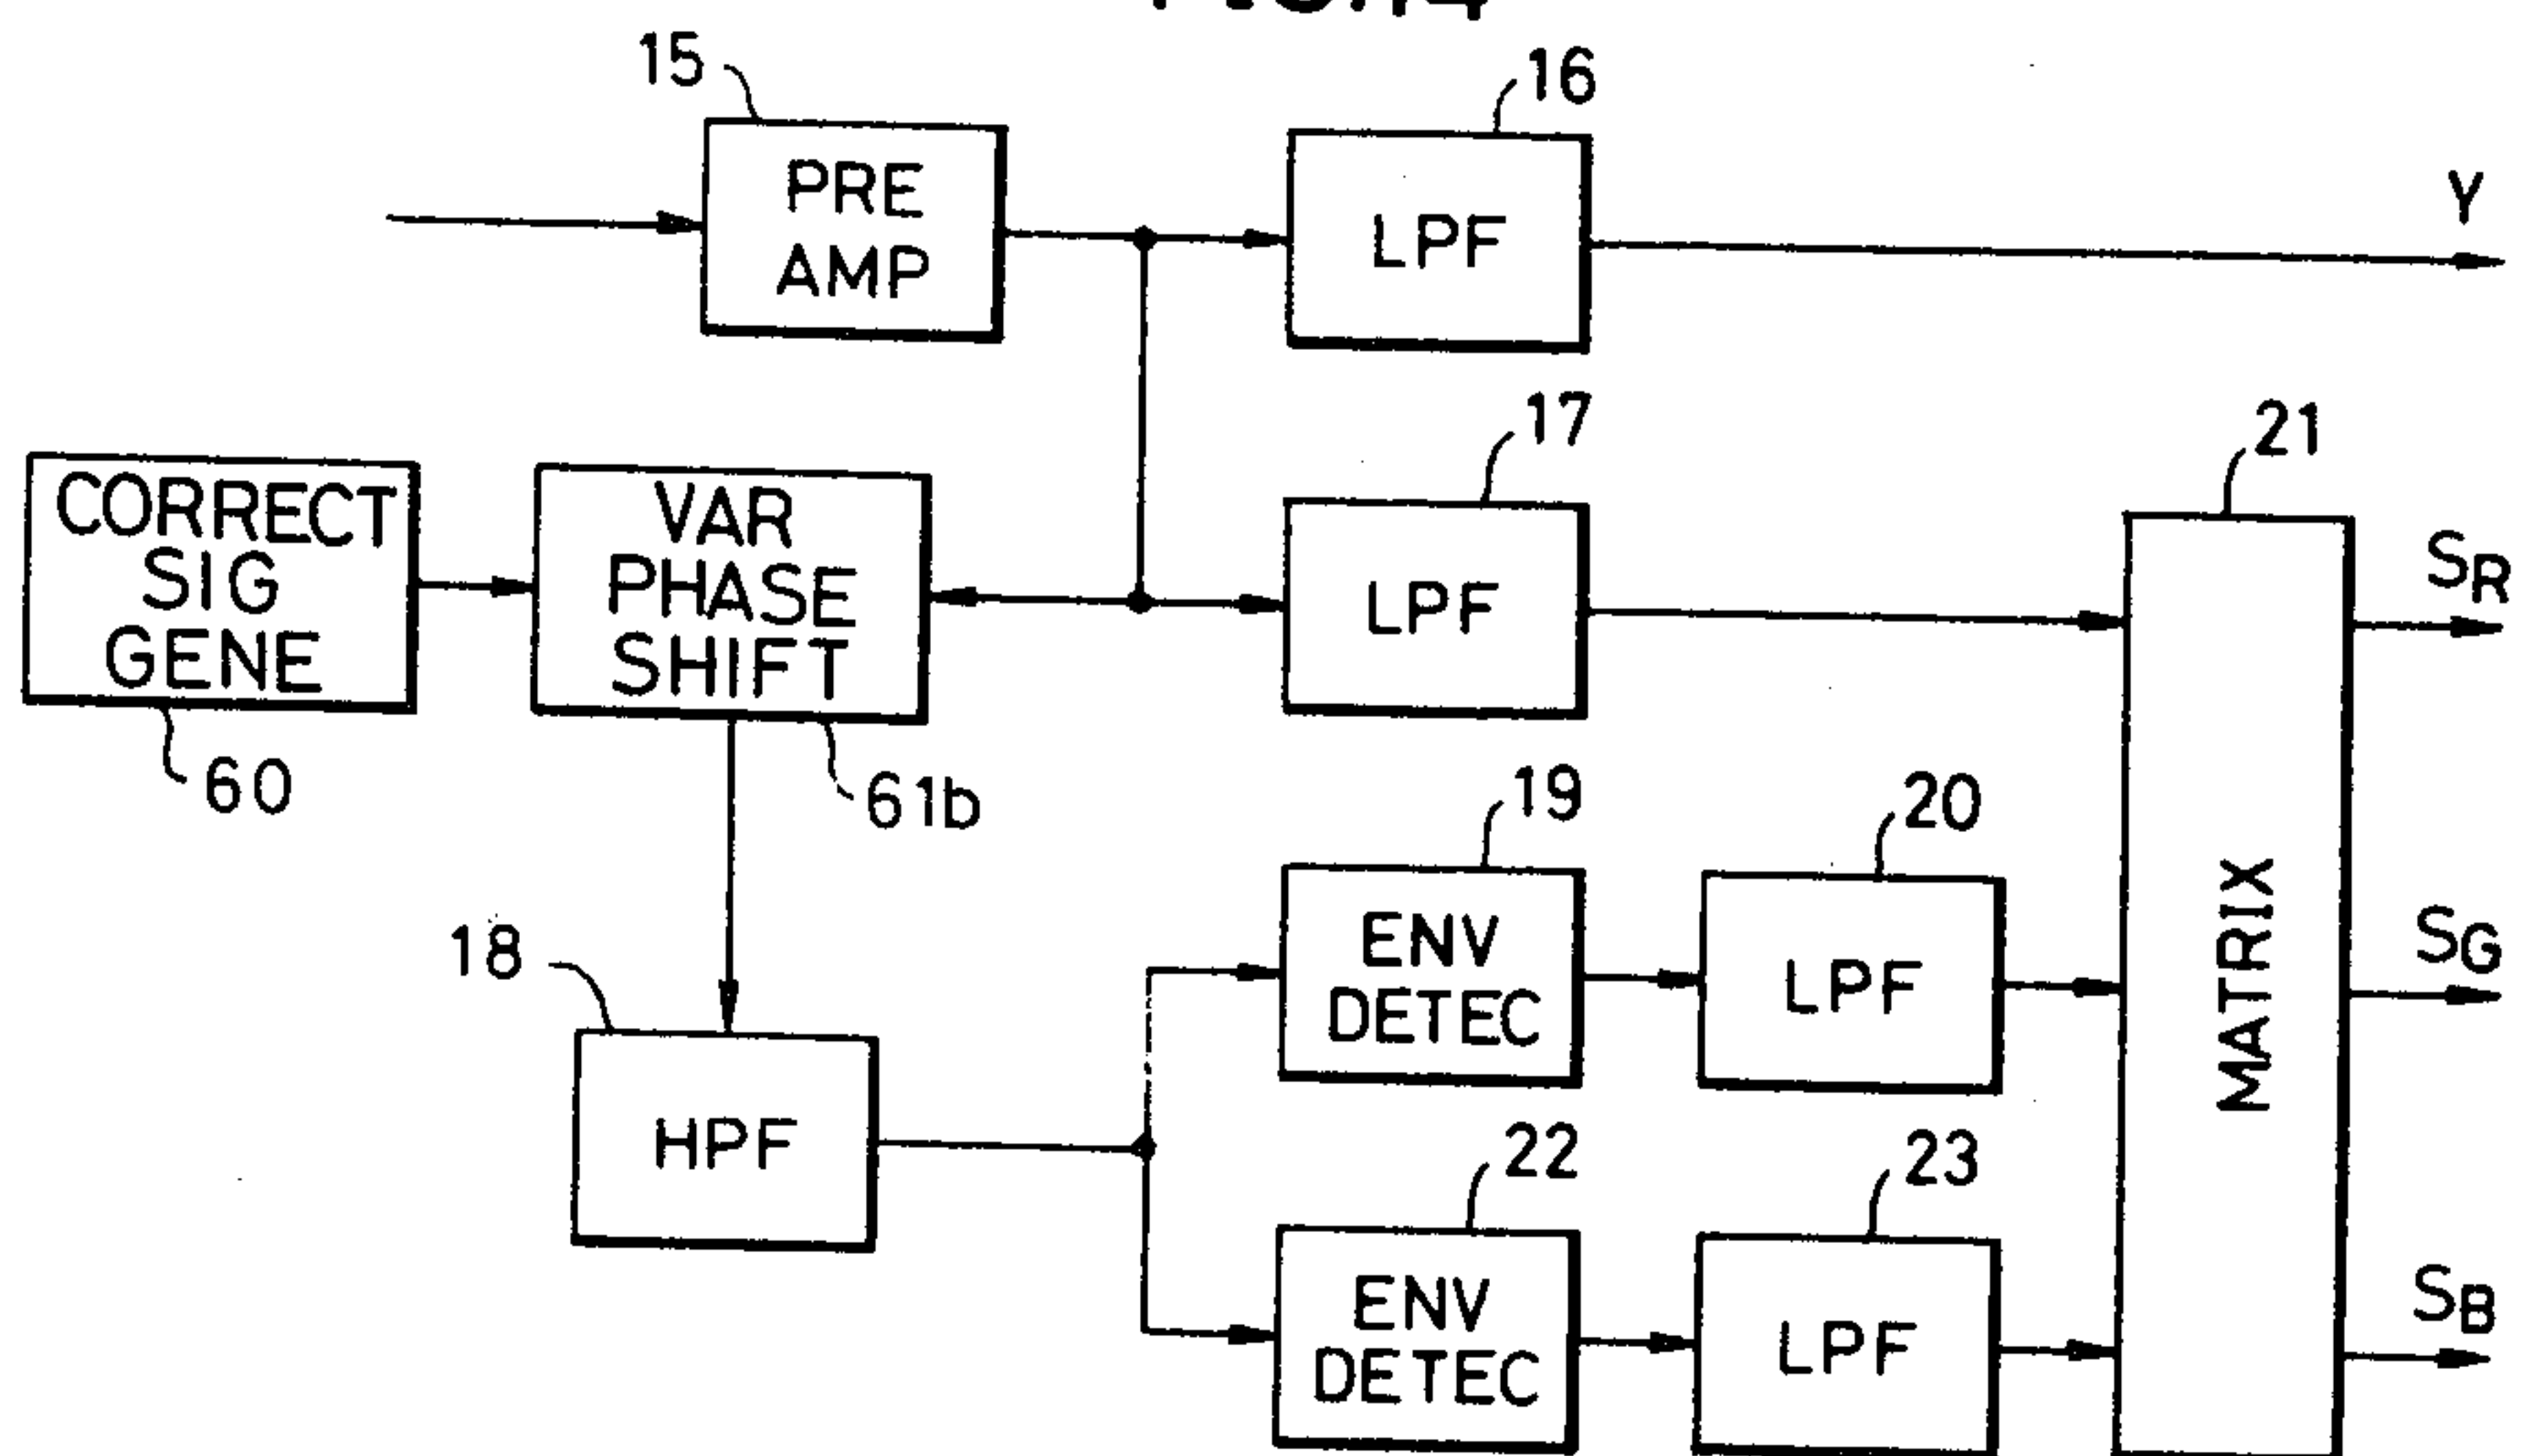 15
16
PRE
AMP
LPF
Y
17
21
CORRECT
SIG
GENE
VAR
PHASE
SHIFT
LPF
SR
60
61b
19
20
18
ENV
DETEC
LPF
MATRIX
SG
HPF
22
23
ENV
DETEC
LPF
SB